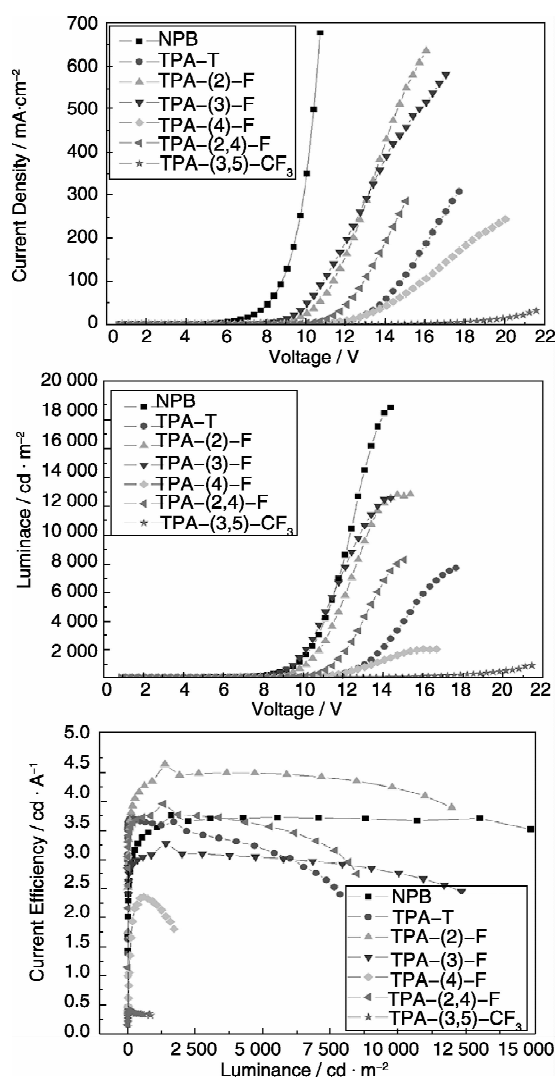 700
600
500
400
300
200
100
0
Current Density / mA·cm⁻²
NPB
TPA−T
TPA−(2)−F
TPA−(3)−F
TPA−(4)−F
TPA−(2,4)−F
TPA−(3,5)−CF₃
0 2 4 6 8 10 12 14 16 18 20 22
Voltage / V
20 000
18 000
16 000
14 000
12 000
10 000
8 000
6 000
4 000
2 000
Luminace / cd · m⁻²
NPB
TPA−T
TPA−(2)−F
TPA−(3)−F
TPA−(4)−F
TPA−(2,4)−F
TPA−(3,5)−CF₃
0 2 4 6 8 10 12 14 16 18 20 22
Voltage / V
5.0
4.5
4.0
3.5
3.0
2.5
2.0
1.5
1.0
0.5
0.0
Current Efficiency / cd · A⁻¹
NPB
TPA−T
TPA−(2)−F
TPA−(3)−F
TPA−(4)−F
TPA−(2,4)−F
TPA−(3,5)−CF₃
0 2 500 5 000 7 500 10 000 12 500 15 000
Luminance / cd · m⁻²